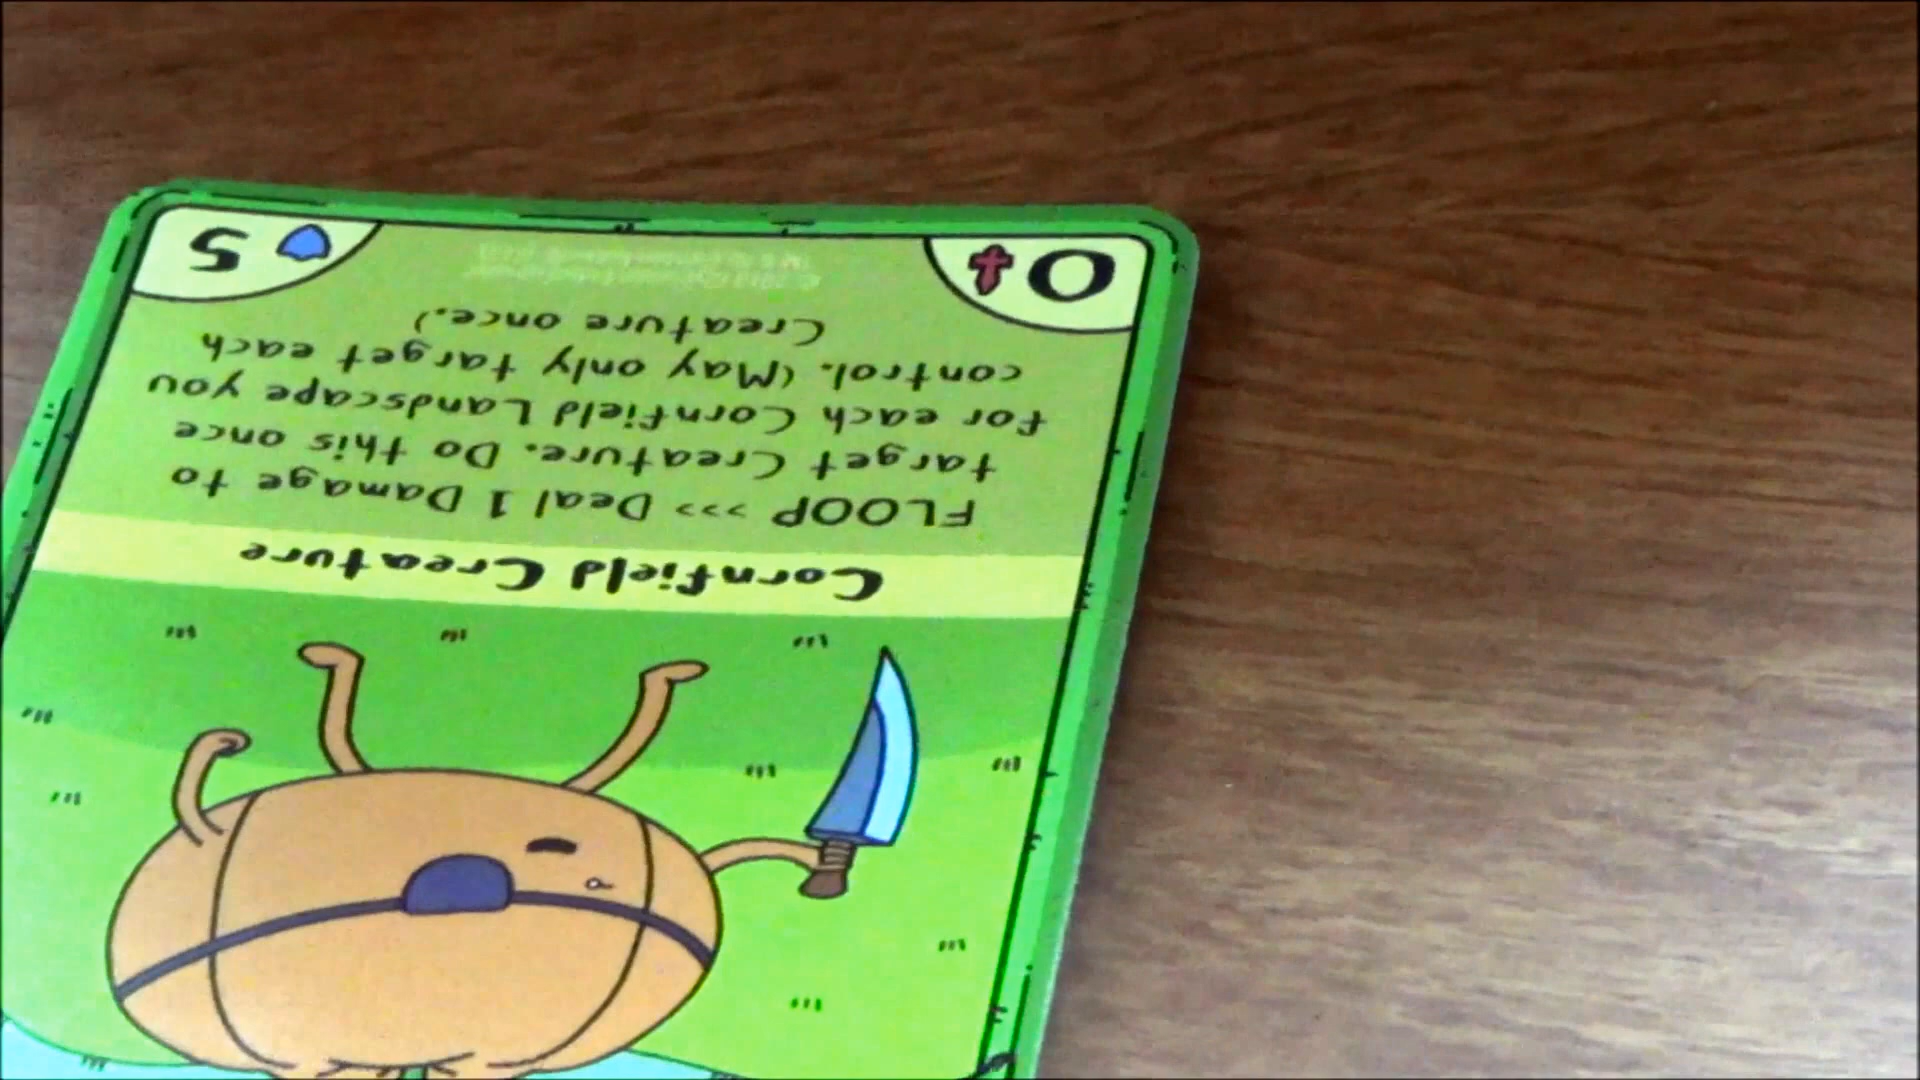 Cornfield Creature
FLOOP >>> Deal 1 Damage to
target Creature. Do this once
for each Cornfield Landscape you
control. (May only target each
Creature once.)
0
5